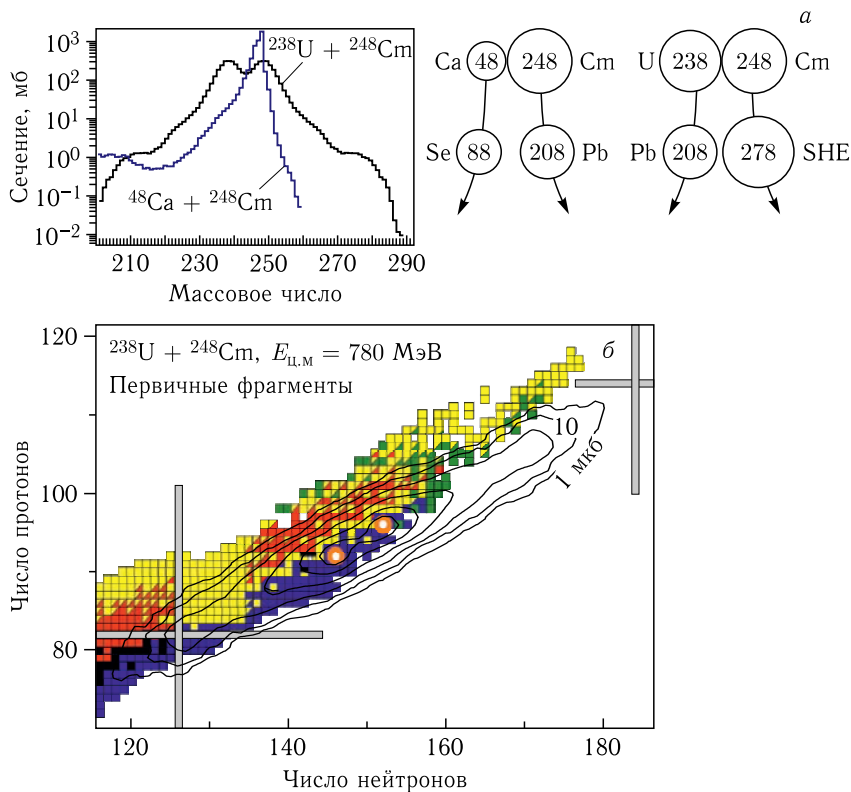 а
10³
10²
10¹
10⁰
10⁻¹
10⁻²
Сечение, мб
²³⁸U + ²⁴⁸Cm
⁴⁸Ca + ²⁴⁸Cm
210 230 250 270 290
Массовое число
Ca 48 248 Cm
Se 88 208 Pb
U 238 248 Cm
Pb 208 278 SHE
б
²³⁸U + ²⁴⁸Cm, Eц.м = 780 МэВ
Первичные фрагменты
10
1 мкб
120
100
80
Число протонов
120 140 160 180
Число нейтронов